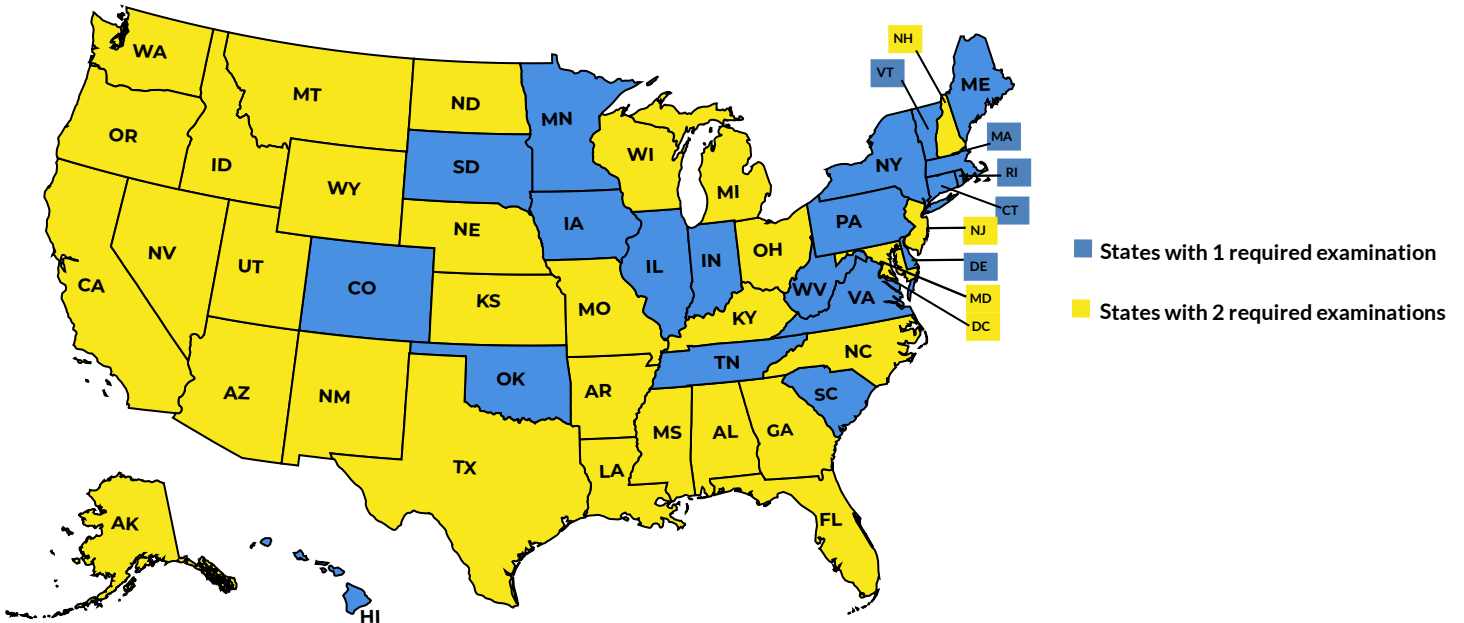 WA
MT
ND
MN
OR
ID
WY
SD
WI
MI
NY
ME
NH
VT
MA
RI
CT
NJ
DE
MD
DC
PA
NV
UT
CA
CO
NE
IA
IL
IN
OH
WV
VA
KS
MO
KY
AZ
NM
OK
AR
TN
NC
SC
TX
LA
MS
AL
GA
FL
AK
HI
States with 1 required examination
States with 2 required examinations